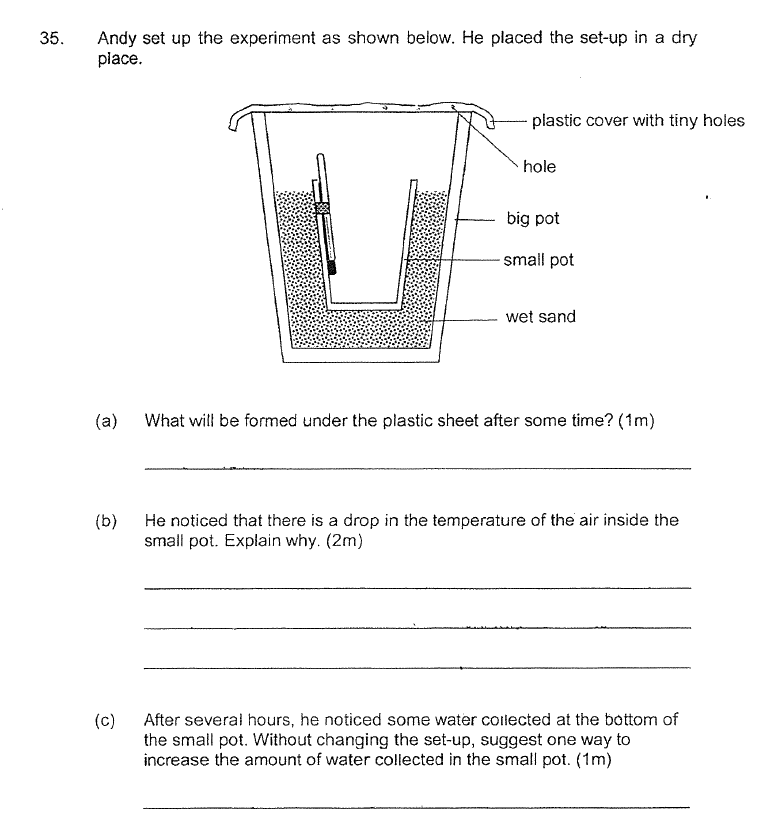 35. Andy set up the experiment as shown below. He placed the set-up in a dry
place.
plastic cover with tiny holes
hole
big pot
small pot
wet sand
(a) What will be formed under the plastic sheet after some time? (1m)
(b) He noticed that there is a drop in the temperature of the air inside the
small pot. Explain why. (2m)
(c) After several hours, he noticed some water collected at the bottom of
the small pot. Without changing the set-up, suggest one way to
increase the amount of water collected in the small pot. (1m)